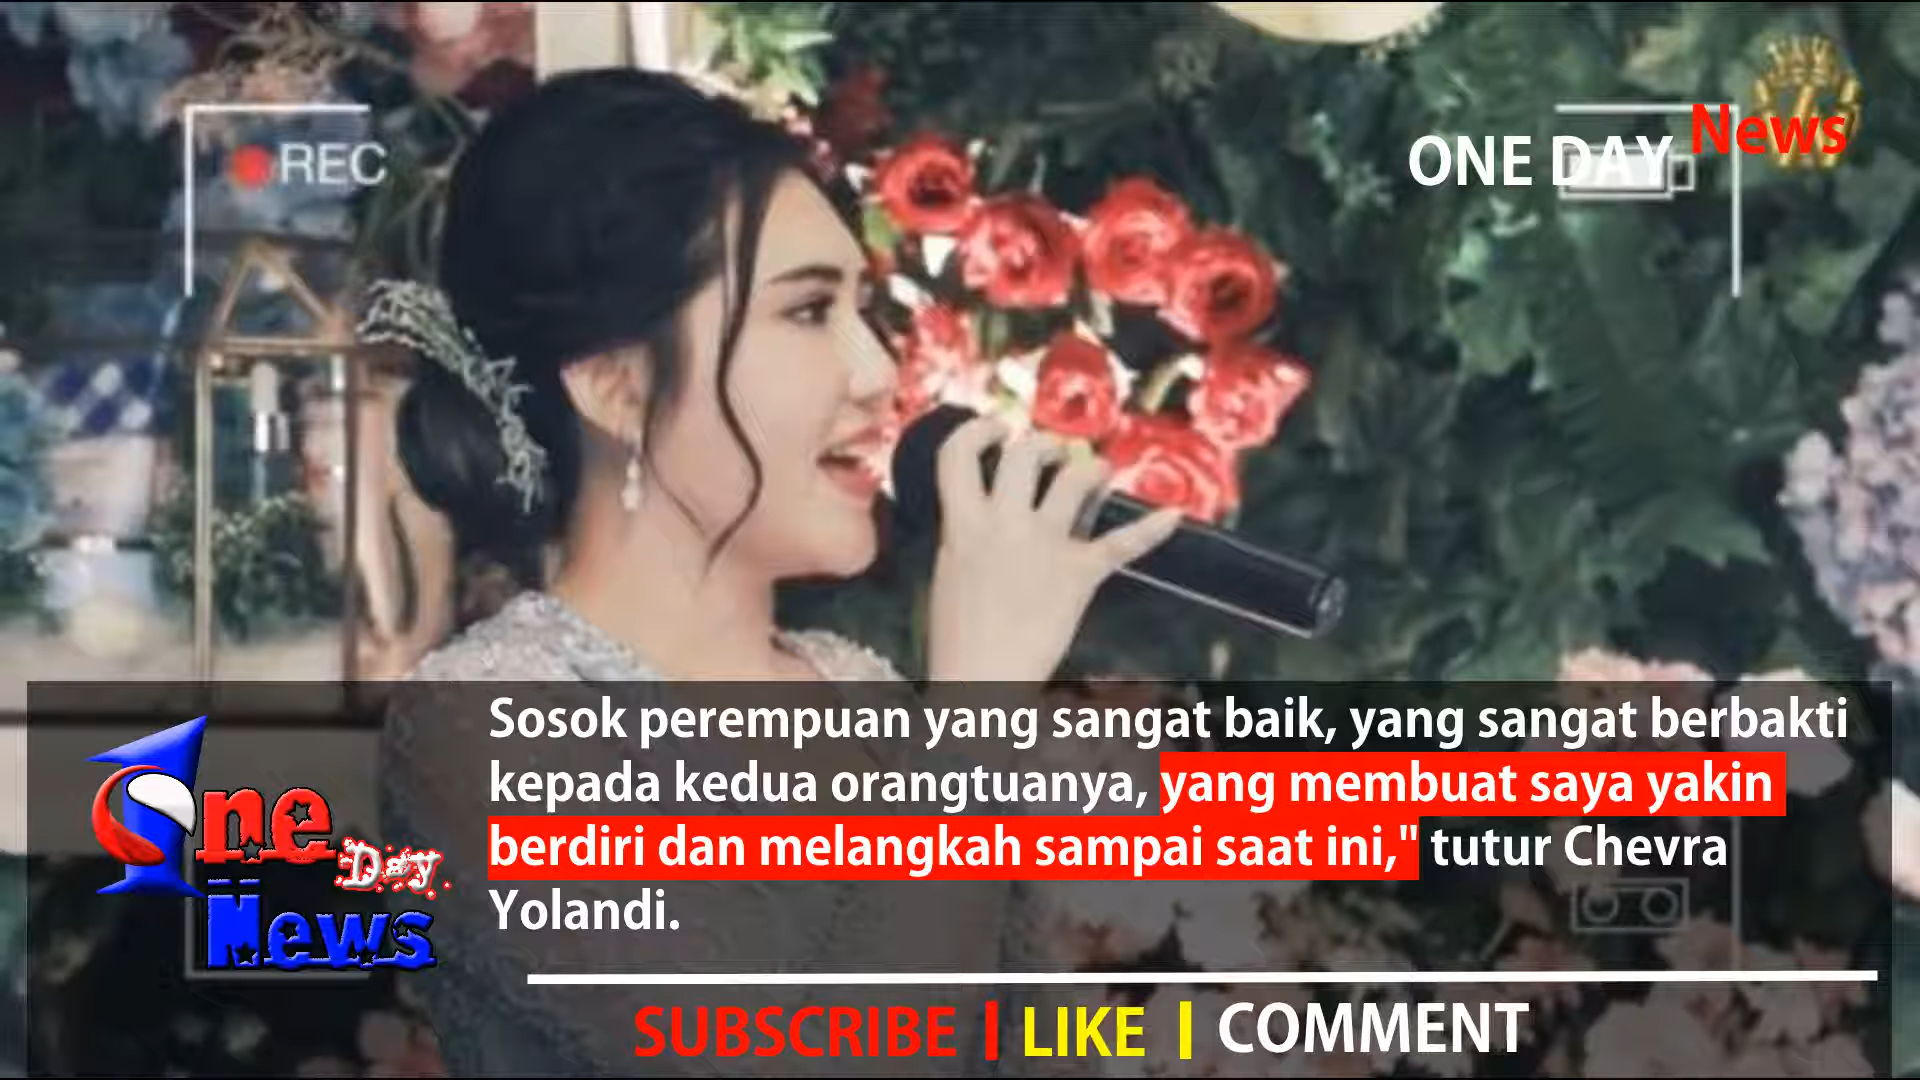 REC
ONE DAY News
Sosok perempuan yang sangat baik, yang sangat berbakti
kepada kedua orangtuanya, yang membuat saya yakin
berdiri dan melangkah sampai saat ini," tutur Chevra
Yolandi.
One Day
News
SUBSCRIBE | LIKE | COMMENT